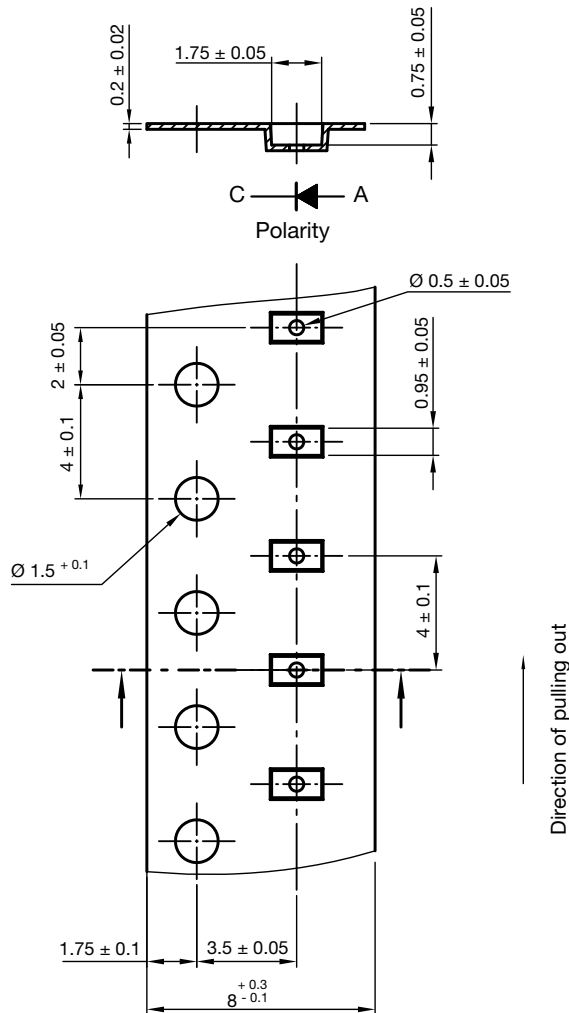 0.2 ± 0.02
1.75 ± 0.05
0.75 ± 0.05
C
A
Polarity
Ø 0.5 ± 0.05
2 ± 0.05
0.95 ± 0.05
4 ± 0.1
Ø 1.5 + 0.1
4 ± 0.1
Direction of pulling out
1.75 ± 0.1
3.5 ± 0.05
+ 0.3
8 - 0.1